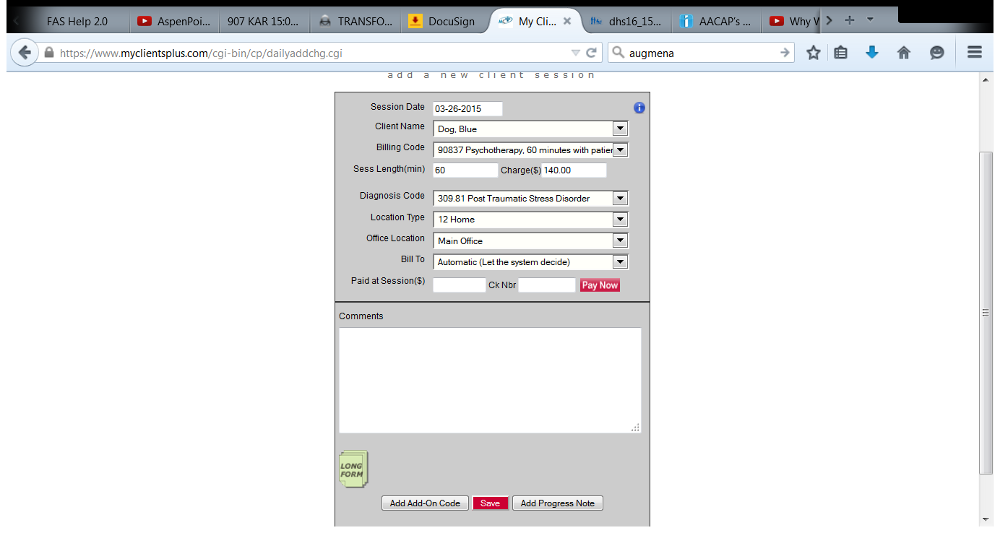 FAS Help 2.0 AspenPoi... 907 KAR 15:0... TRANSFO... DocuSign My Cli... dhs16_15... AACAP's ... Why V
https://www.myclientsplus.com/cgi-bin/cp/dailyaddchg.cgi augmena
add a new client session
Session Date 03-26-2015
Client Name Dog, Blue
Billing Code 90837 Psychotherapy, 60 minutes with patier
Sess Length(min) 60 Charge($) 140.00
Diagnosis Code 309.81 Post Traumatic Stress Disorder
Location Type 12 Home
Office Location Main Office
Bill To Automatic (Let the system decide)
Paid at Session($) Ck Nbr Pay Now
Comments
LONG
FORM
Add Add-On Code Save Add Progress Note